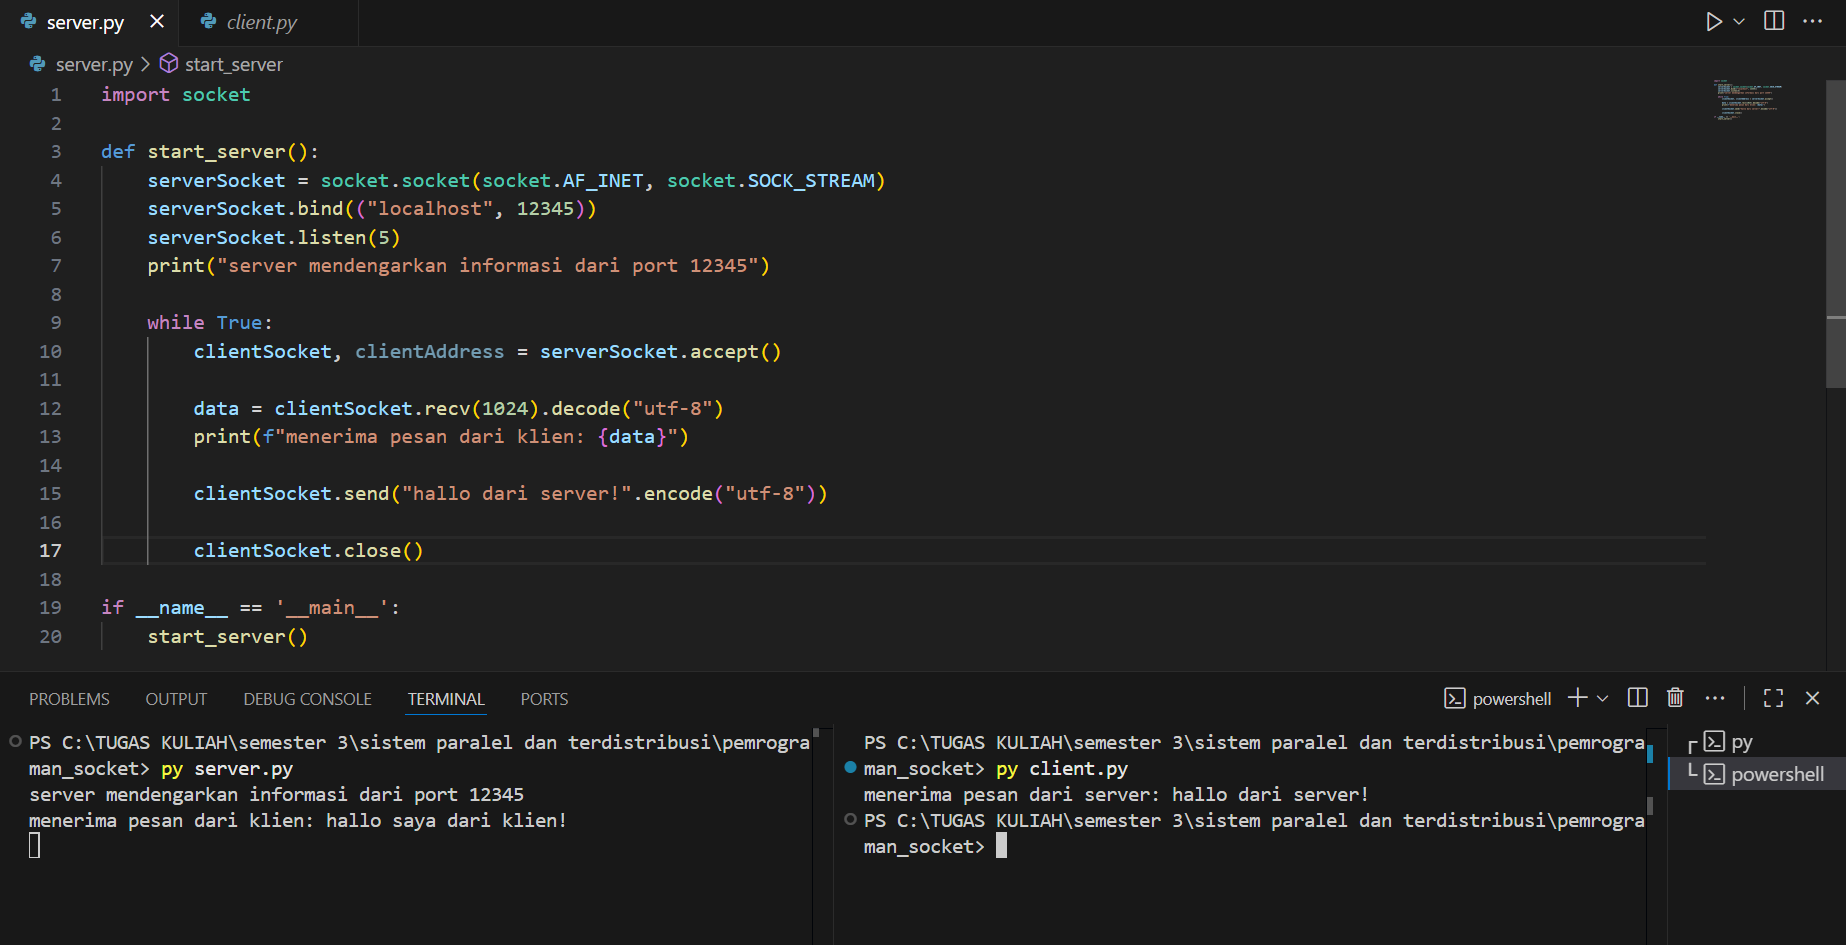 server.py
client.py
server.py > start_server
1 import socket
2
3 def start_server():
4     serverSocket = socket.socket(socket.AF_INET, socket.SOCK_STREAM)
5     serverSocket.bind(("localhost", 12345))
6     serverSocket.listen(5)
7     print("server mendengarkan informasi dari port 12345")
8
9     while True:
10         clientSocket, clientAddress = serverSocket.accept()
11
12         data = clientSocket.recv(1024).decode("utf-8")
13         print(f"menerima pesan dari klien: {data}")
14
15         clientSocket.send("hallo dari server!".encode("utf-8"))
16
17         clientSocket.close()
18
19 if __name__ == '__main__':
20     start_server()
PROBLEMS OUTPUT DEBUG CONSOLE TERMINAL PORTS
powershell
PS C:\TUGAS KULIAH\semester 3\sistem paralel dan terdistribusi\pemrogra
man_socket> py server.py
server mendengarkan informasi dari port 12345
menerima pesan dari klien: hallo saya dari klien!
PS C:\TUGAS KULIAH\semester 3\sistem paralel dan terdistribusi\pemrogra
man_socket> py client.py
menerima pesan dari server: hallo dari server!
PS C:\TUGAS KULIAH\semester 3\sistem paralel dan terdistribusi\pemrogra
man_socket>
py
powershell